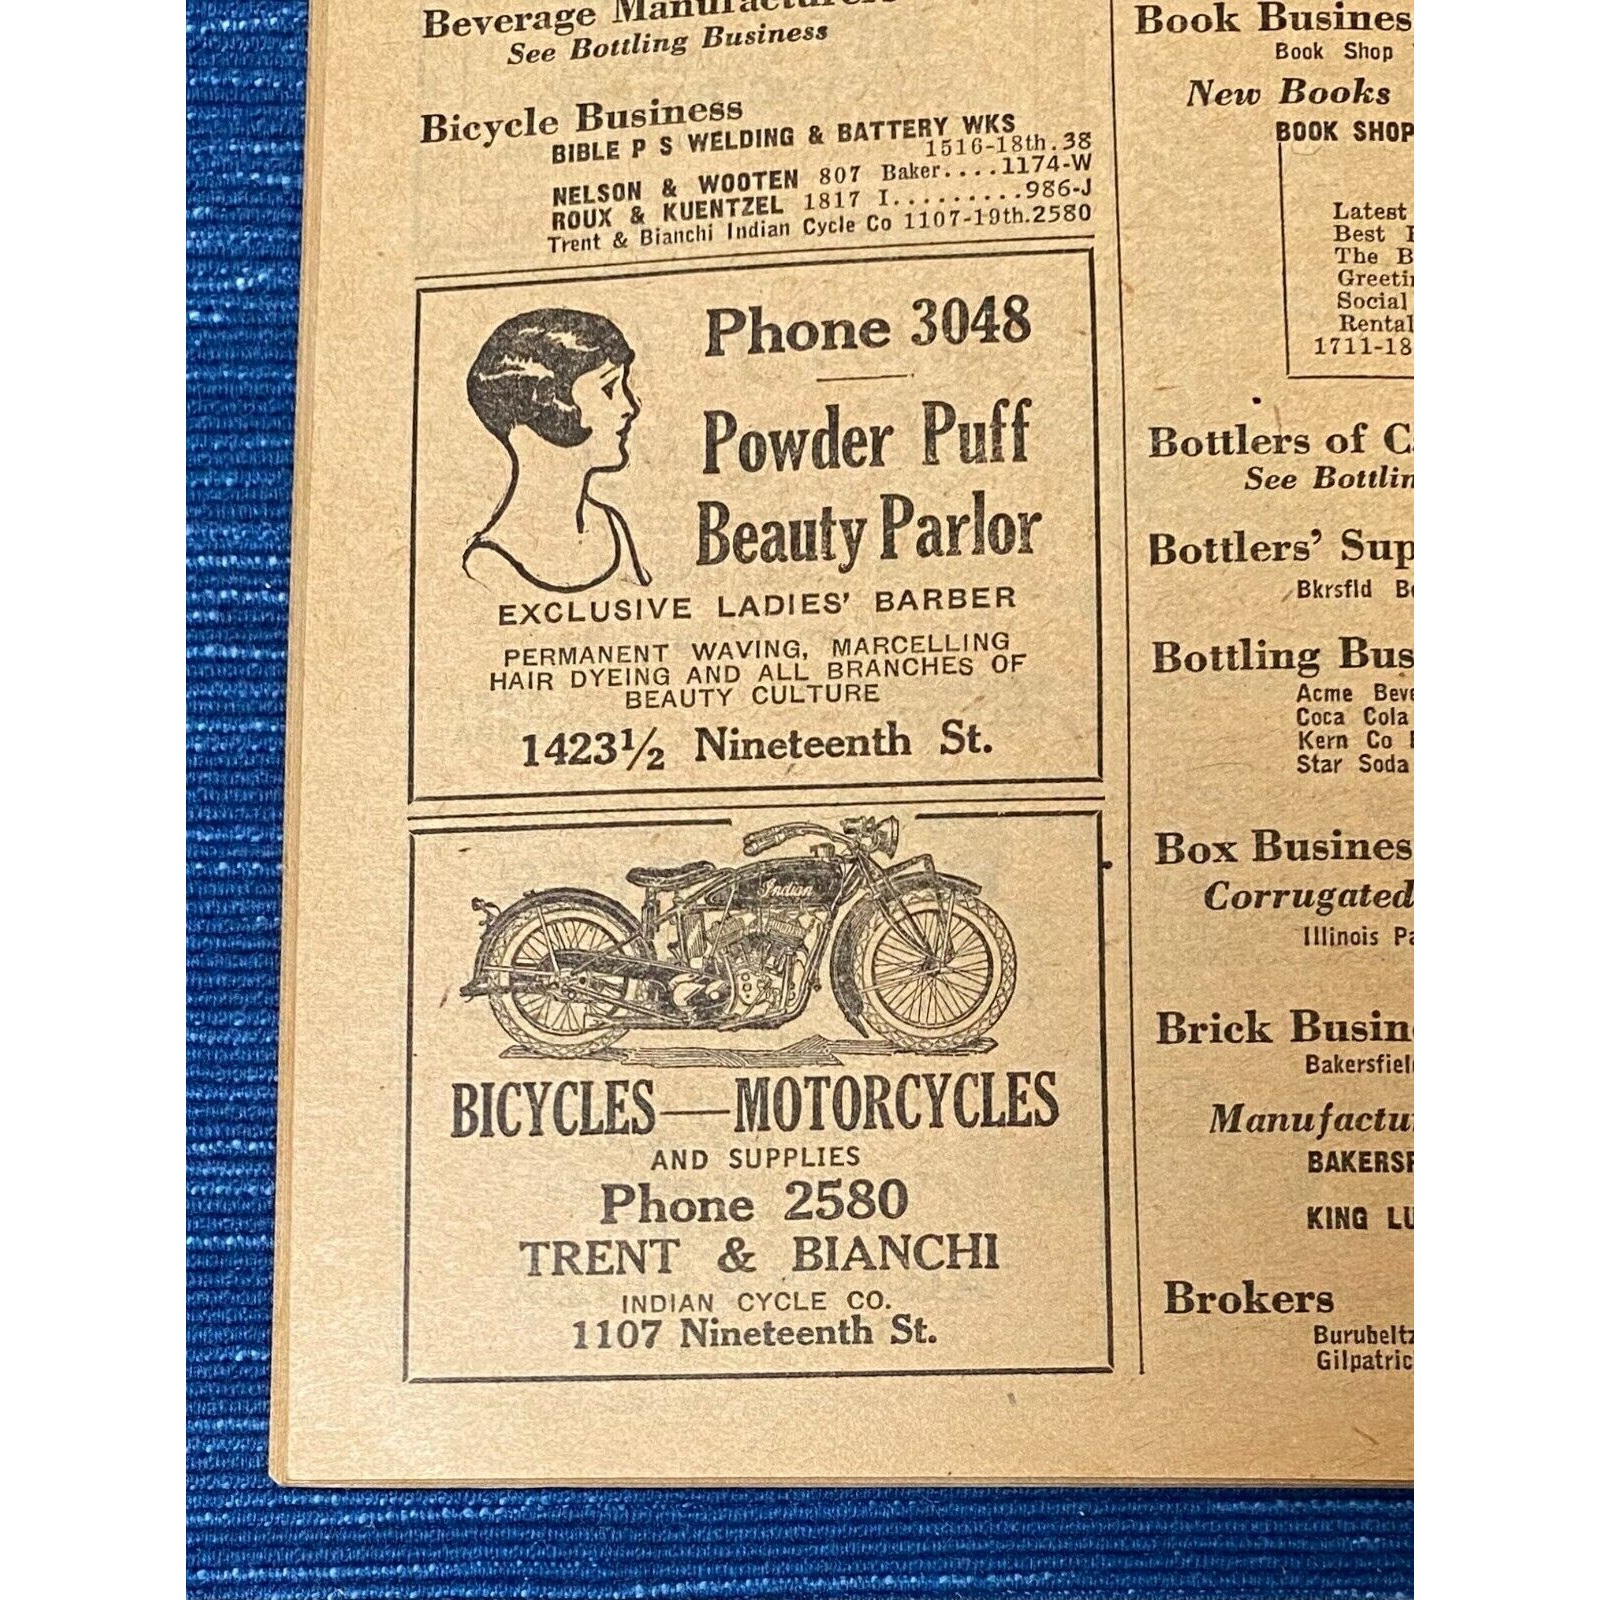 Beverage Manufacturers
See Bottling Business
Bicycle Business
BIBLE P S WELDING & BATTERY WKS
1516-18th.38
NELSON & WOOTEN 807 Baker....1174-W
ROUX & KUENTZEL 1817 I.........986-J
Trent & Bianchi Indian Cycle Co 1107-19th.2580
Phone 3048
Powder Puff
Beauty Parlor
EXCLUSIVE LADIES' BARBER
PERMANENT WAVING, MARCELLING
HAIR DYEING AND ALL BRANCHES OF
BEAUTY CULTURE
1423½ Nineteenth St.
Indian
BICYCLES—MOTORCYCLES
AND SUPPLIES
Phone 2580
TRENT & BIANCHI
INDIAN CYCLE CO.
1107 Nineteenth St.
Book Busines
Book Shop
New Books
BOOK SHOP
Latest
Best
The B
Greetin
Social
Rental
1711-18
Bottlers of C
See Bottlin
Bottlers' Sup
Bkrsfld B
Bottling Bus
Acme Beve
Coca Cola
Kern Co
Star Soda
Box Busines
Corrugated
Illinois Pa
Brick Busin
Bakersfiel
Manufactu
BAKERSF
KING LU
Brokers
Burubeltz
Gilpatric